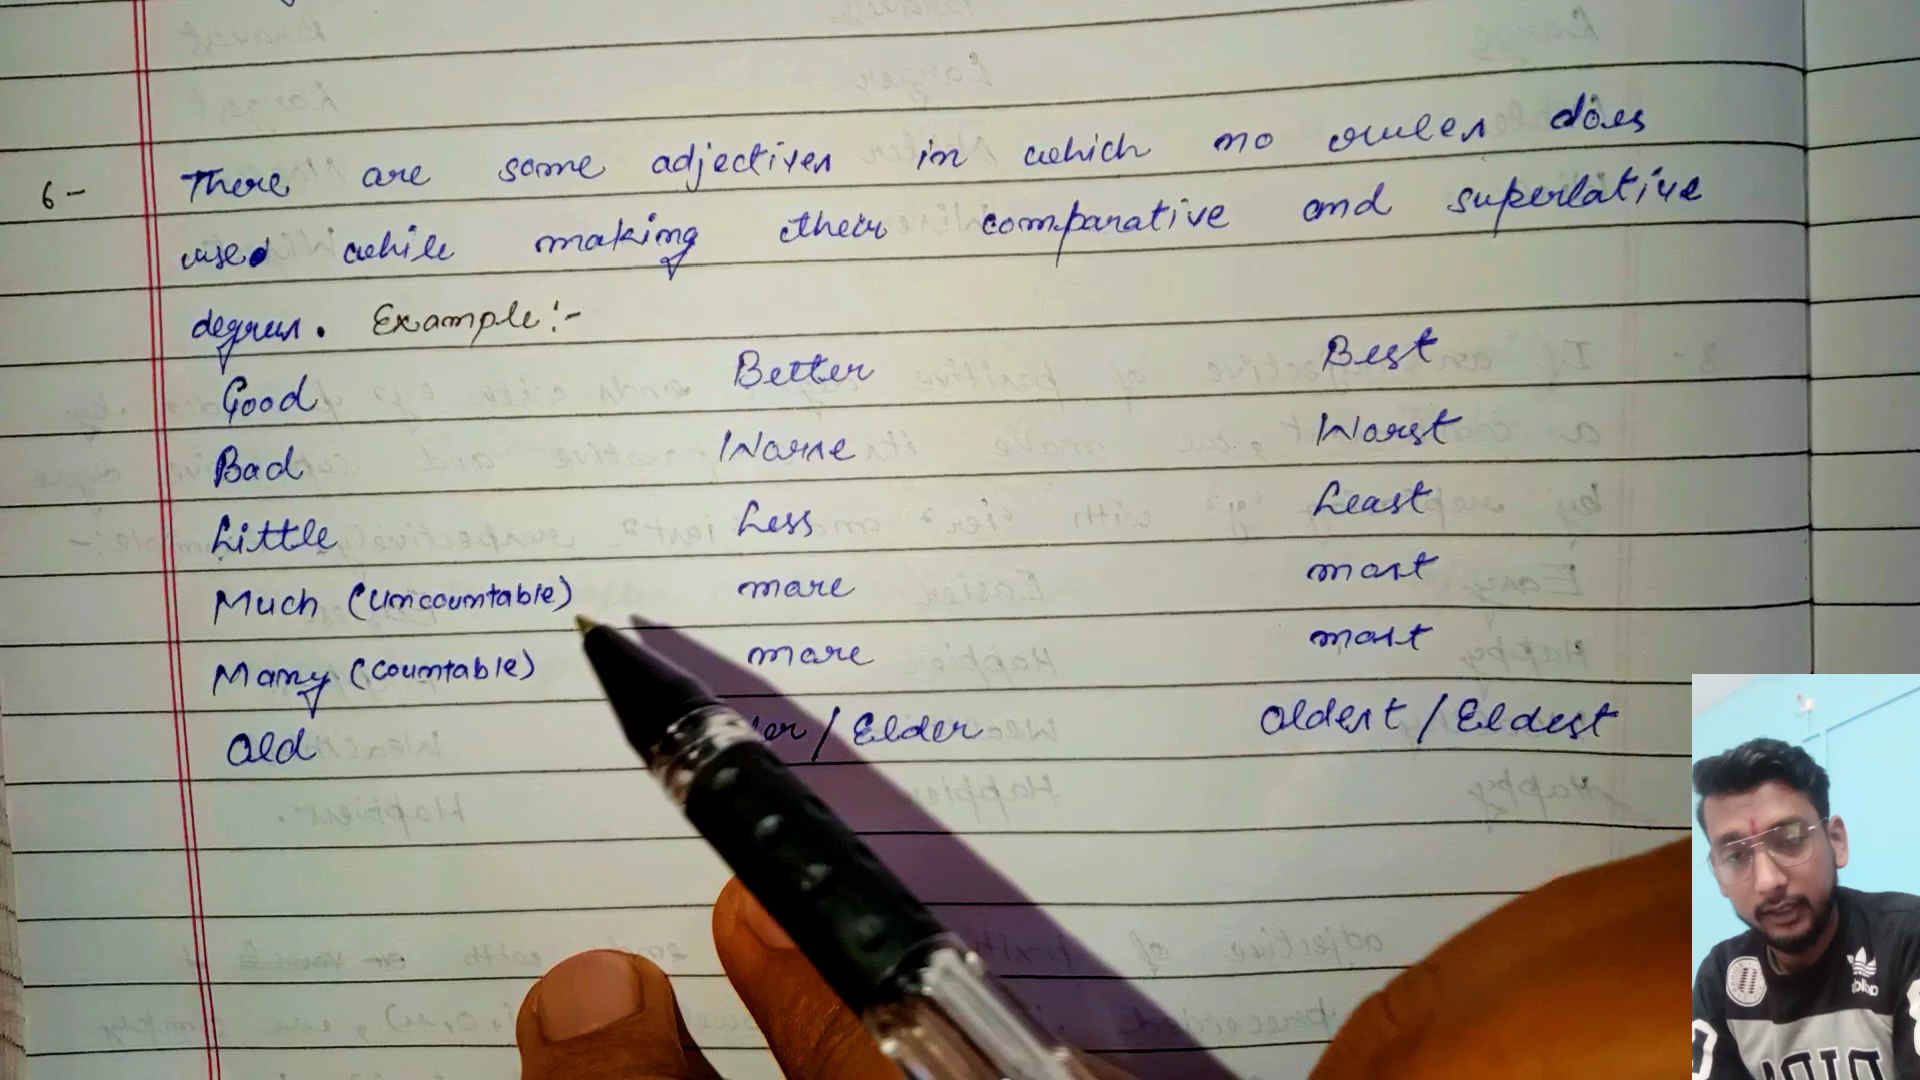 6- There are some adjectives in which no rules does
used while making their comparative and superlative
degrees. Example:-
Good Better Best
Bad Worse Worst
Little Less Least
Much (Uncountable) more most
Many (Countable) more most
Old / Elder Oldest / Eldest